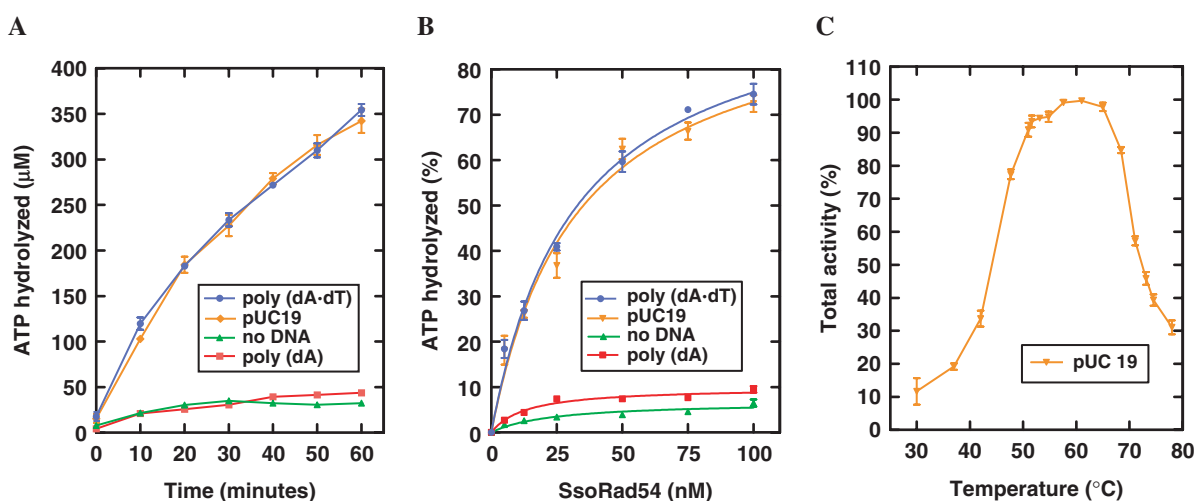 A
ATP hydrolyzed (μM)
400
350
300
250
200
150
100
50
0
poly (dA·dT)
pUC19
no DNA
poly (dA)
0 10 20 30 40 50 60
Time (minutes)
B
ATP hydrolyzed (%)
80
70
60
50
40
30
20
10
0
poly (dA·dT)
pUC19
no DNA
poly (dA)
0 25 50 75 100
SsoRad54 (nM)
C
Total activity (%)
110
100
90
80
70
60
50
40
30
20
10
0
pUC 19
30 40 50 60 70 80
Temperature (°C)